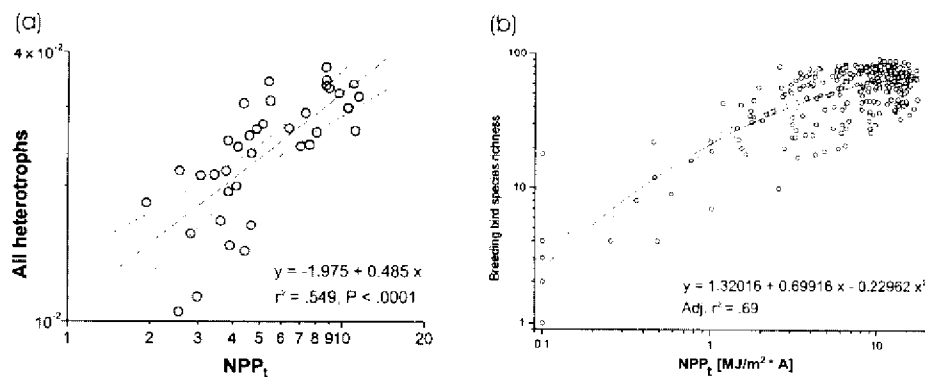 (a)
4 x 10⁻²
All heterotrophs
10⁻²
y = -1.975 + 0.485 x
r² = .549, P < .0001
1 2 3 4 5 6 7 8 9 10 20
NPPₜ
(b)
100
Breeding bird species richness
10
1
y = 1.32016 + 0.69916 x - 0.22962 x²
Adj. r² = .69
0.1 1 10
NPPₜ [MJ/m² * A]